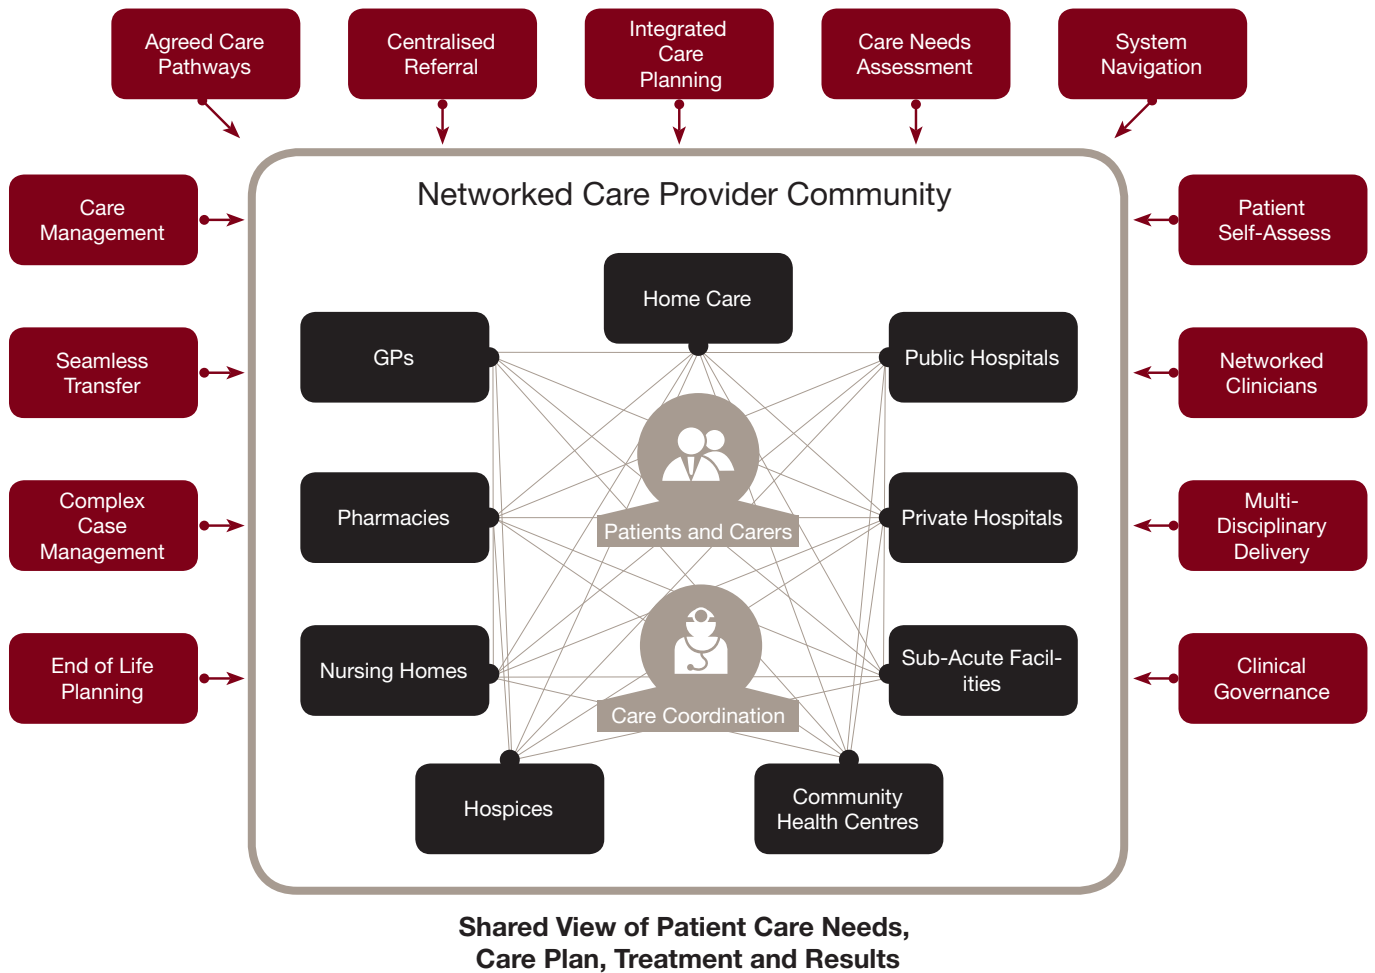 Agreed Care
Pathways
Centralised
Referral
Integrated
Care
Planning
Care Needs
Assessment
System
Navigation
Networked Care Provider Community
Care
Management
Seamless
Transfer
Complex
Case
Management
End of Life
Planning
Home Care
GPs
Public Hospitals
Pharmacies
Patients and Carers
Private Hospitals
Nursing Homes
Care Coordination
Sub-Acute Facil-
ities
Hospices
Community
Health Centres
Patient
Self-Assess
Networked
Clinicians
Multi-
Disciplinary
Delivery
Clinical
Governance
Shared View of Patient Care Needs,
Care Plan, Treatment and Results